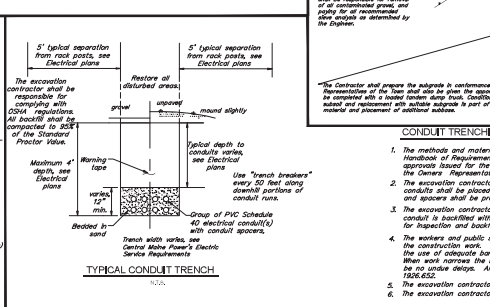 of all contaminated gravel, and
paying for all recommended
sieve analysis as determined by
the Engineer.
The Contractor shall prepare the subgrade in conformance
Representatives of the Town shall also be given the
be completed with a loaded tandem dump truck.
subsoil and replacement with suitable subgrade is part of
material and placement of additional subbase.
5' typical separation
from rack posts, see
Electrical plans
5' typical separation
from rack posts, see
Electrical plans
The excavation
contractor shall be
responsible for
complying with
OSHA regulations.
All backfill shall be
compacted to 95%
of the Standard
Proctor Value.
Restore all
disturbed areas.
gravel
unpaved
mound slightly
Maximum 4'
depth, see
Electrical
plans
Warning
tape
Typical depth to
conduits varies,
see Electrical
plans
Use "trench breakers"
every 50 feet along
downhill portions of
conduit runs.
varies,
12"
min.
Group of PVC Schedule
40 electrical conduit(s)
with conduit spacers,
Bedded in
sand
Trench width varies, see
Central Maine Power's Electric
Service Requirements
TYPICAL CONDUIT TRENCH
N.T.S.
CONDUIT TRENCHI
1. The methods and mater
Handbook of Requiremen
approvals issued for the
the Owners Representa
2. The excavation contract
conduits shall be placed
and spacers shall be pr
3. The excavation contract
conduit is backfilled with
for inspection and backf
4. The workers and public s
the construction work.
the use of adequate bar
When work narrows the
be no undue delays. A
1926.652.
5. The excavation contracto
6. The excavation contracto